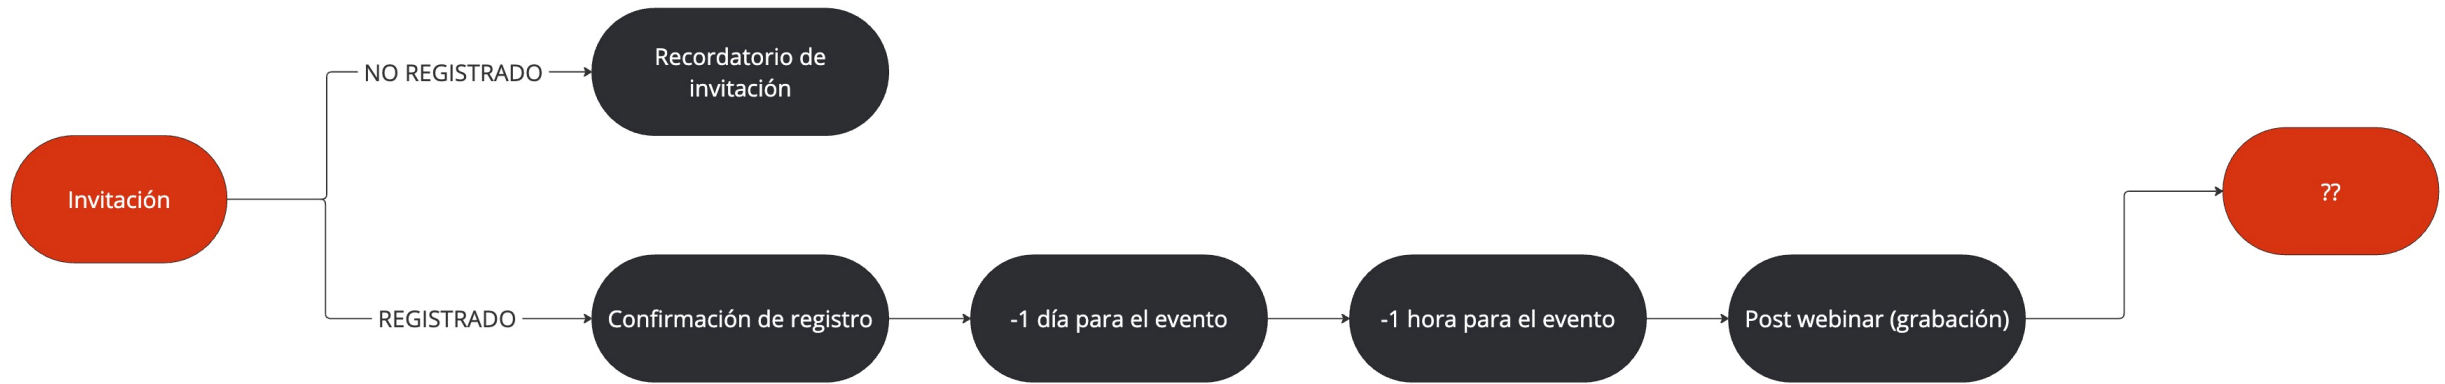 NO REGISTRADO
Recordatorio de
invitación
Invitación
??
REGISTRADO
Confirmación de registro
-1 día para el evento
-1 hora para el evento
Post webinar (grabación)